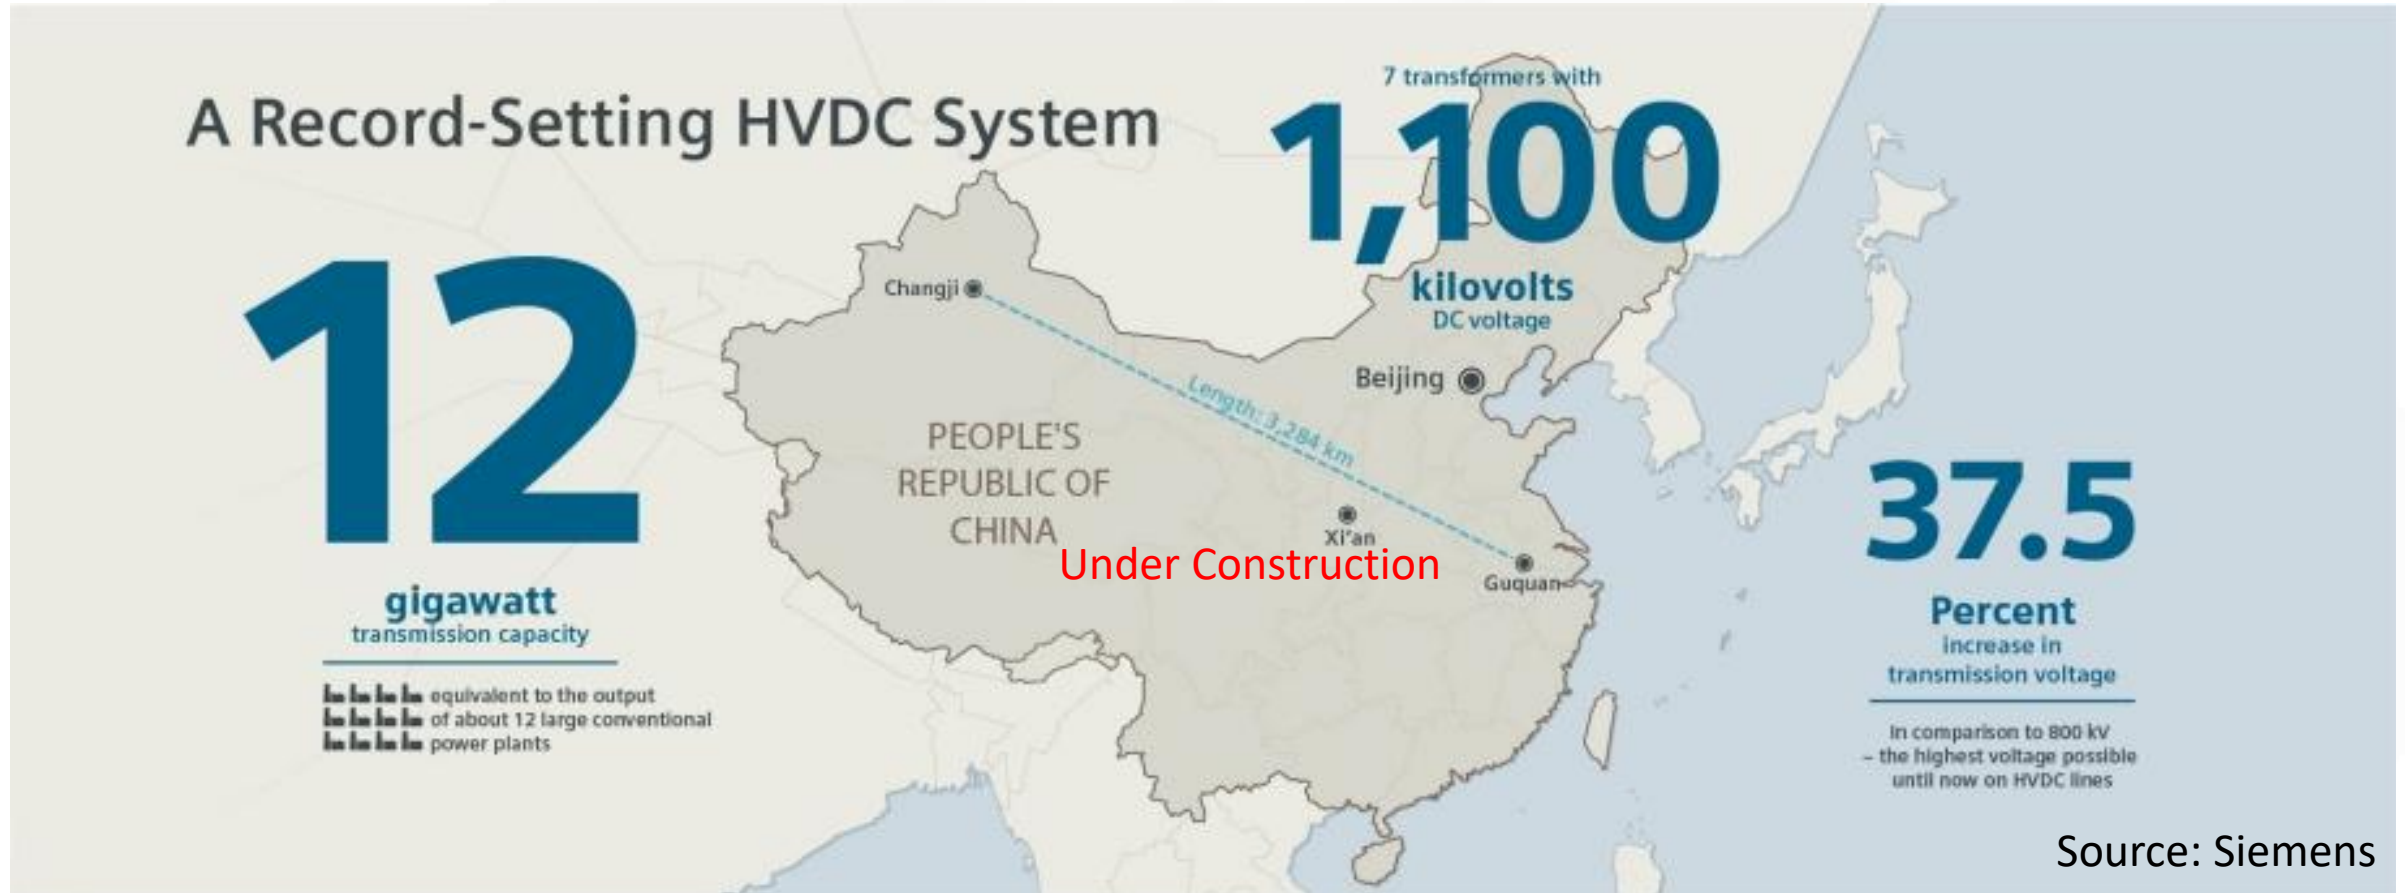 A Record-Setting HVDC System
7 transformers with
1,100
kilovolts
DC voltage
12
gigawatt
transmission capacity
equivalent to the output
of about 12 large conventional
power plants
Changji
Length: 3,284 km
Beijing
PEOPLE'S
REPUBLIC OF
CHINA
Xi'an
Under Construction
Guquan
37.5
Percent
increase in
transmission voltage
In comparison to 800 kV
– the highest voltage possible
until now on HVDC lines
Source: Siemens